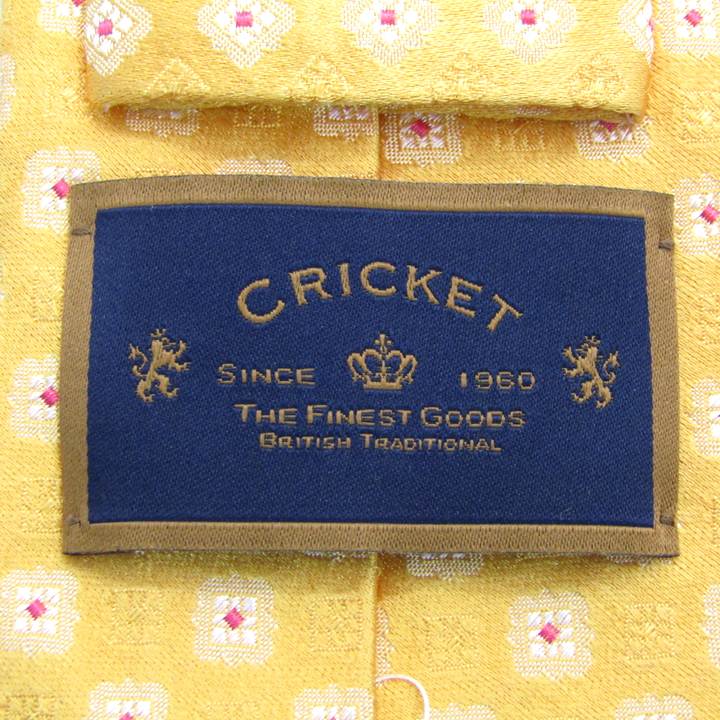 CRICKET
SINCE 1960
THE FINEST GOODS
BRITISH TRADITIONAL